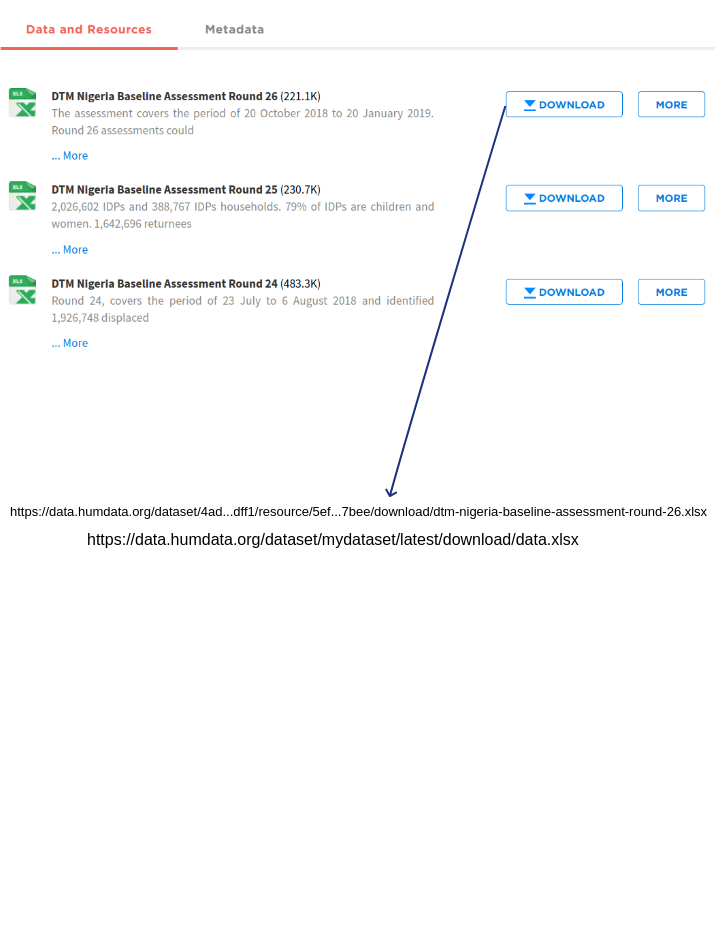 Data and Resources Metadata
XLS DTM Nigeria Baseline Assessment Round 26 (221.1K) DOWNLOAD MORE
The assessment covers the period of 20 October 2018 to 20 January 2019.
Round 26 assessments could
... More
XLS DTM Nigeria Baseline Assessment Round 25 (230.7K) DOWNLOAD MORE
2,026,602 IDPs and 388,767 IDPs households. 79% of IDPs are children and
women. 1,642,696 returnees
... More
XLS DTM Nigeria Baseline Assessment Round 24 (483.3K) DOWNLOAD MORE
Round 24, covers the period of 23 July to 6 August 2018 and identified
1,926,748 displaced
... More
https://data.humdata.org/dataset/4ad...dff1/resource/5ef...7bee/download/dtm-nigeria-baseline-assessment-round-26.xlsx
https://data.humdata.org/dataset/mydataset/latest/download/data.xlsx